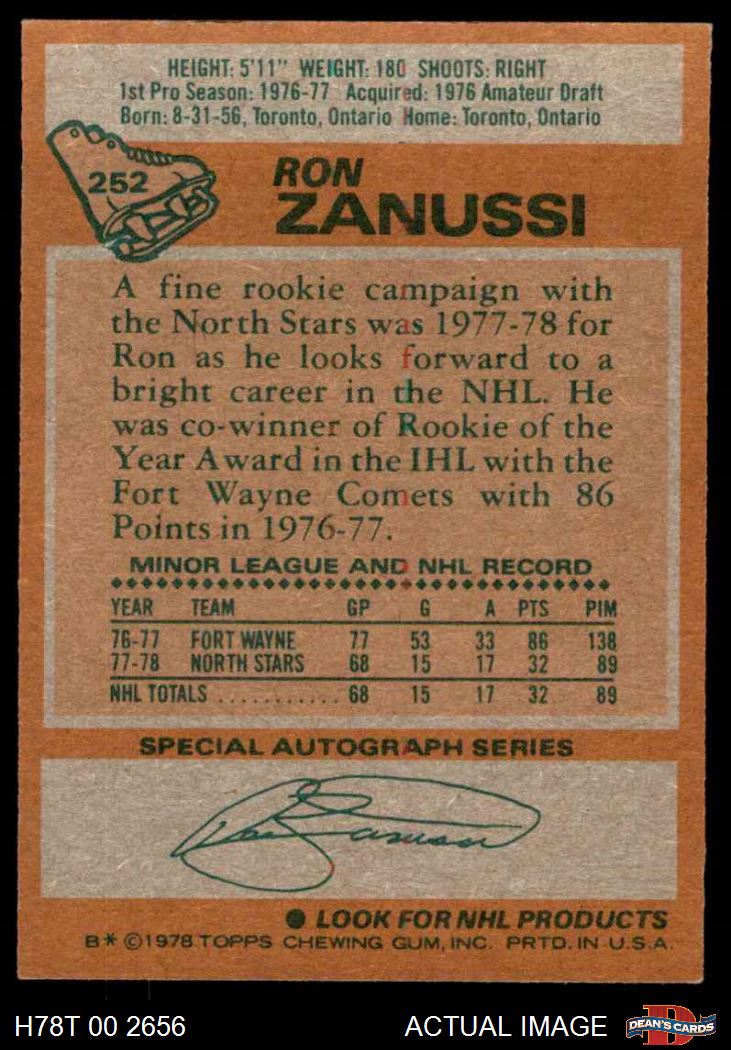 HEIGHT: 5'11" WEIGHT: 180 SHOOTS: RIGHT
1st Pro Season: 1976-77 Acquired: 1976 Amateur Draft
Born: 8-31-56, Toronto, Ontario Home: Toronto, Ontario
252
RON
ZANUSSI
A fine rookie campaign with
the North Stars was 1977-78 for
Ron as he looks forward to a
bright career in the NHL. He
was co-winner of Rookie of the
Year Award in the IHL with the
Fort Wayne Comets with 86
Points in 1976-77.
MINOR LEAGUE AND NHL RECORD
YEAR TEAM GP G A PTS PIM
76-77 FORT WAYNE 77 53 33 86 138
77-78 NORTH STARS 68 15 17 32 89
NHL TOTALS ........... 68 15 17 32 89
SPECIAL AUTOGRAPH SERIES
Ron Zanussi
● LOOK FOR NHL PRODUCTS
B* ©1978 TOPPS CHEWING GUM, INC. PRTD. IN U.S.A.
H78T 00 2656 ACTUAL IMAGE DEAN'S CARDS